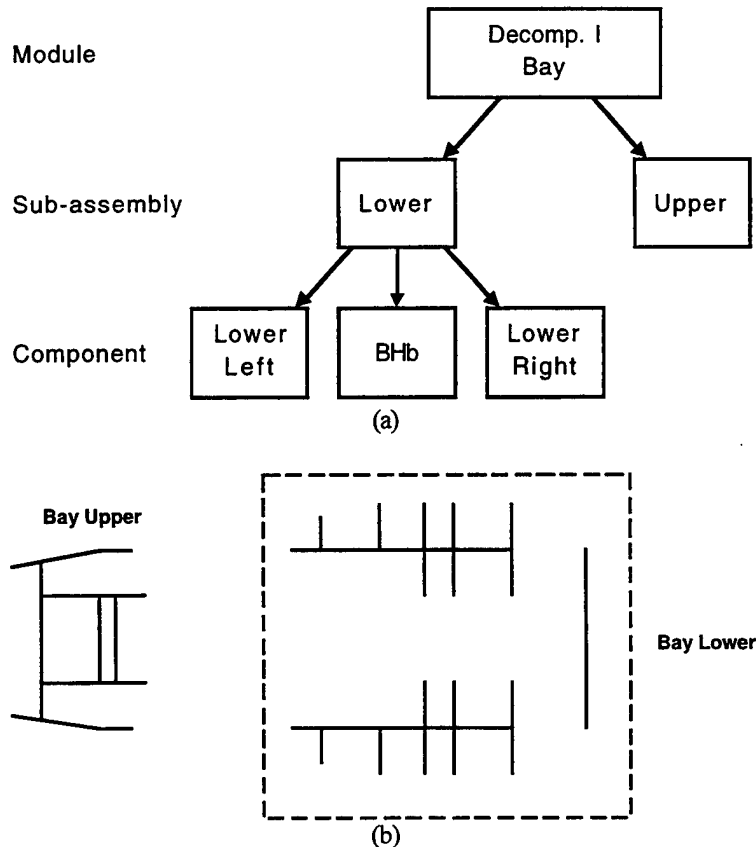 Module
Decomp. I
Bay
Sub-assembly
Lower
Upper
Component
Lower
Left
BHb
Lower
Right
(a)
Bay Upper
Bay Lower
(b)